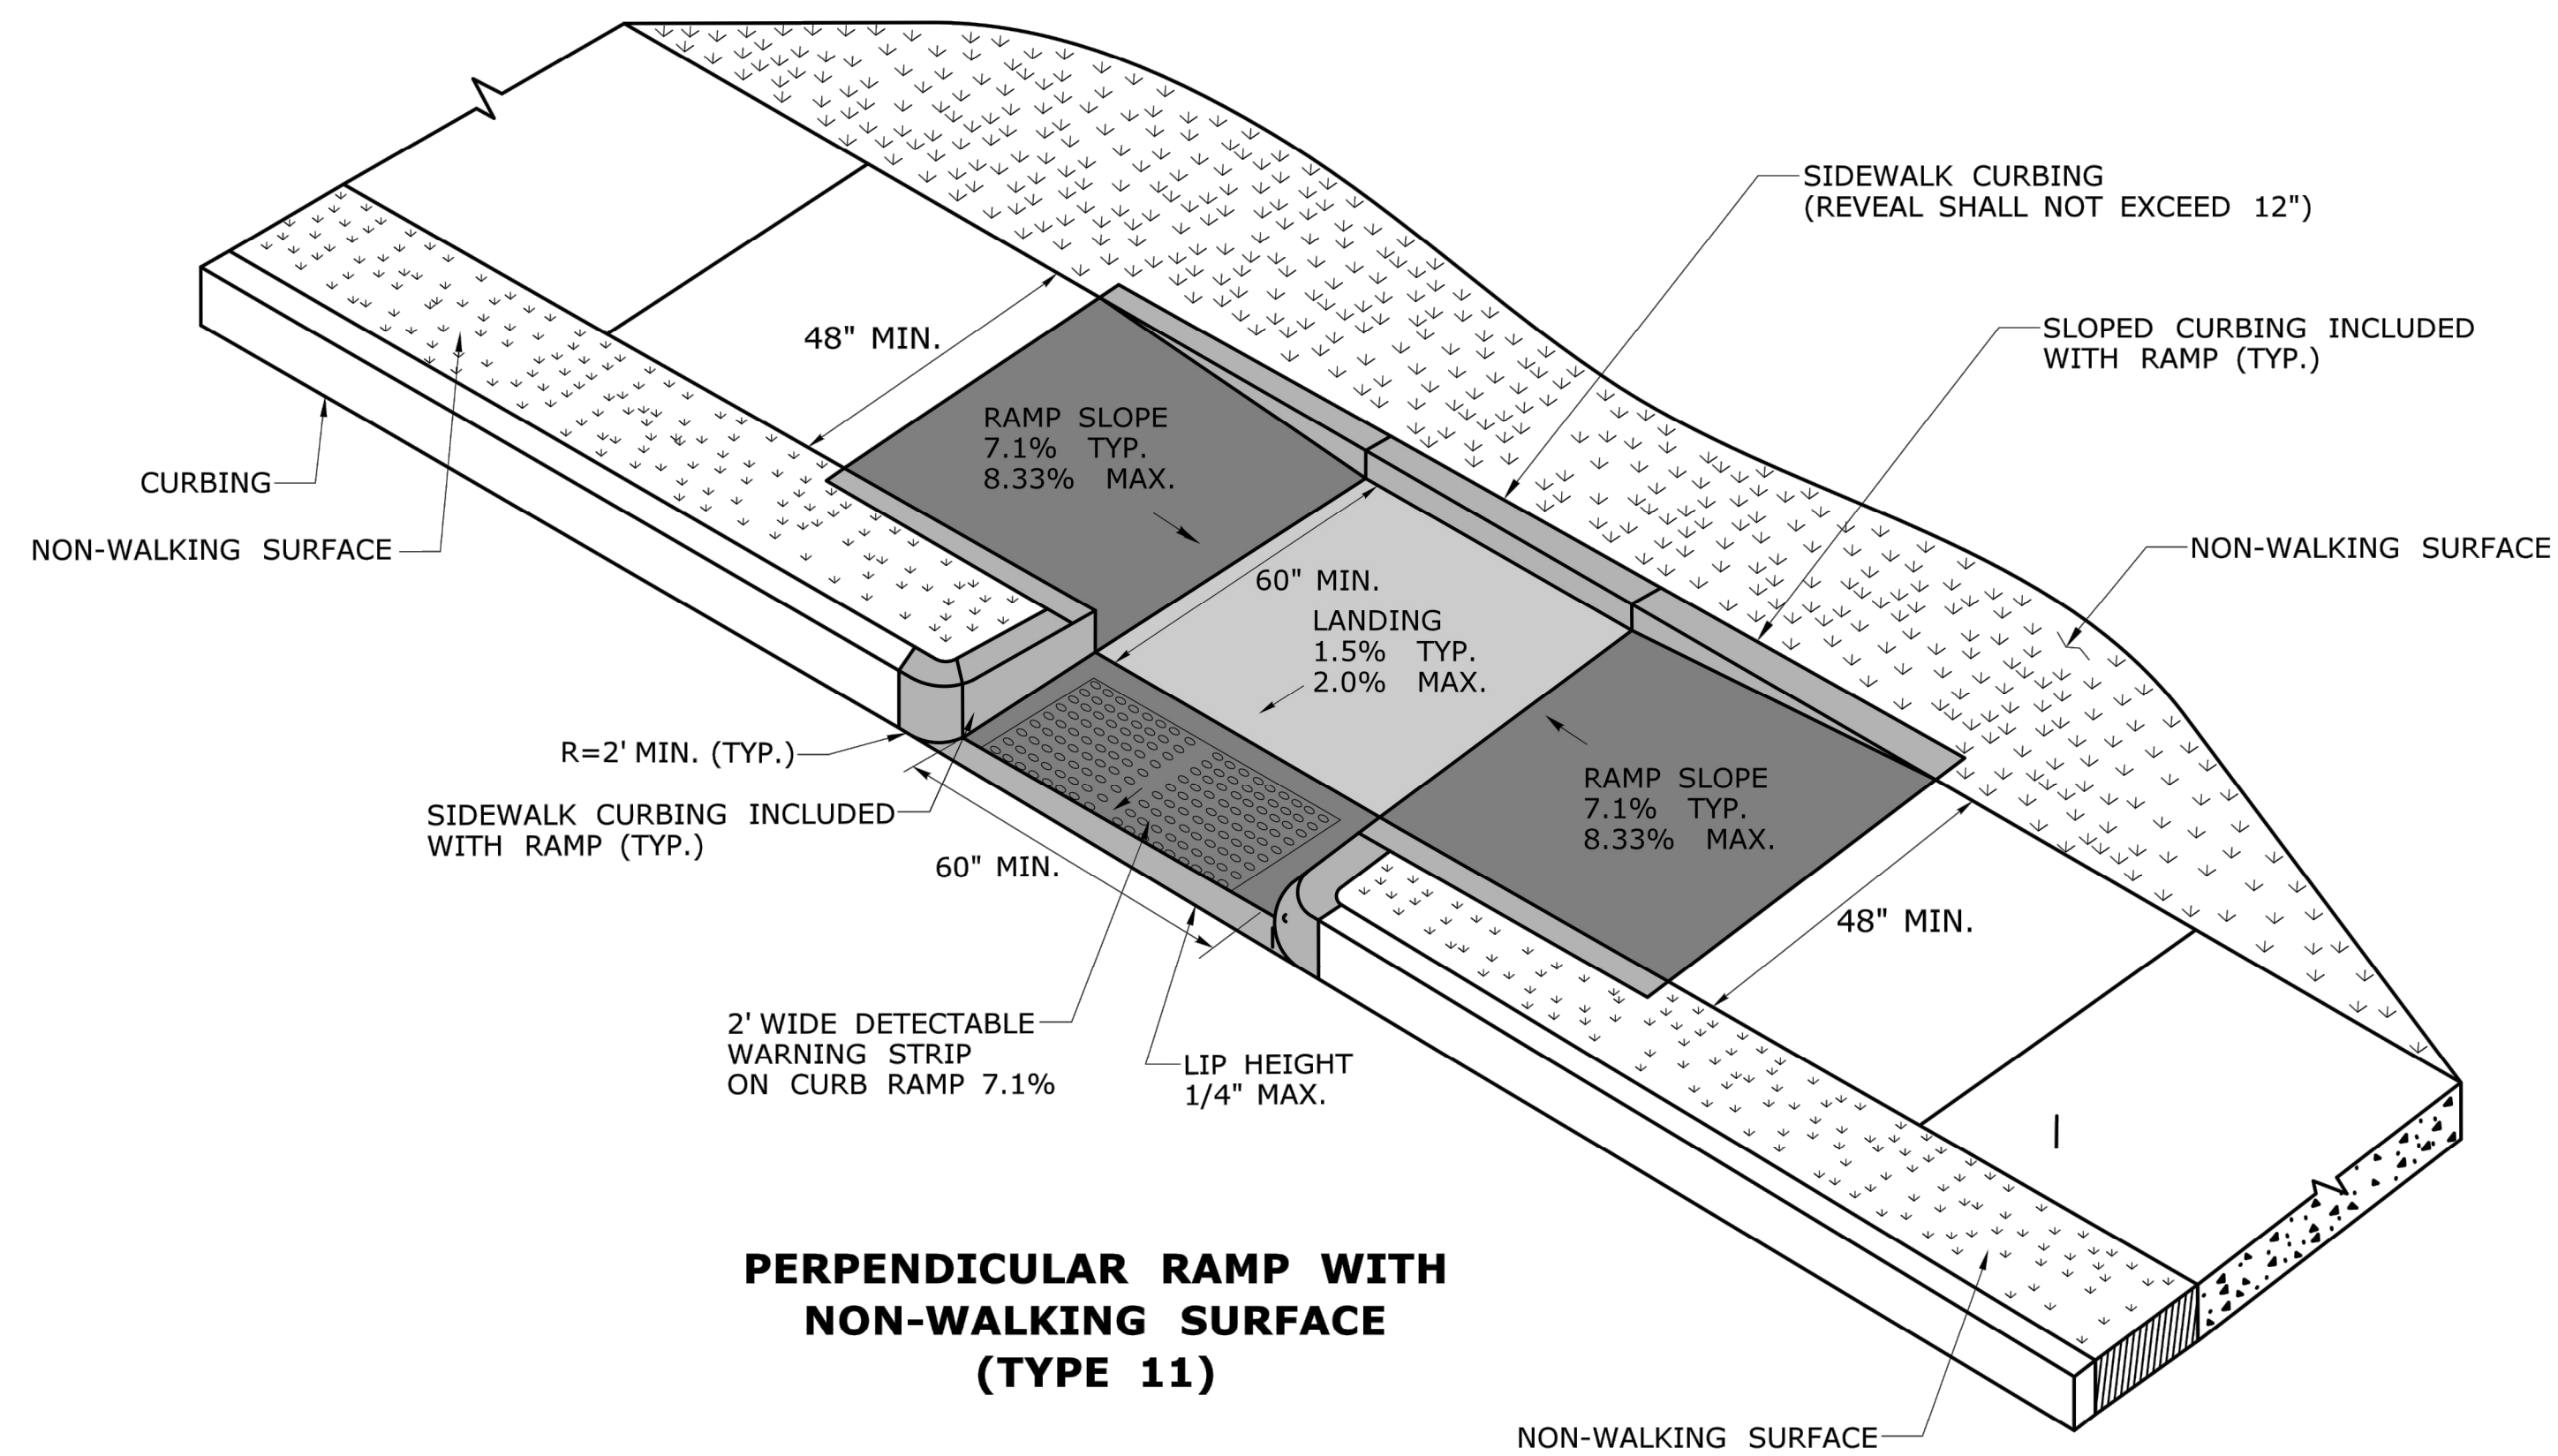 SIDEWALK CURBING
(REVEAL SHALL NOT EXCEED 12")
SLOPED CURBING INCLUDED
WITH RAMP (TYP.)
48" MIN.
RAMP SLOPE
7.1% TYP.
8.33% MAX.
CURBING
NON-WALKING SURFACE
NON-WALKING SURFACE
60" MIN.
LANDING
1.5% TYP.
2.0% MAX.
R=2' MIN. (TYP.)
SIDEWALK CURBING INCLUDED
WITH RAMP (TYP.)
60" MIN.
RAMP SLOPE
7.1% TYP.
8.33% MAX.
48" MIN.
2' WIDE DETECTABLE
WARNING STRIP
ON CURB RAMP 7.1%
LIP HEIGHT
1/4" MAX.
PERPENDICULAR RAMP WITH
NON-WALKING SURFACE
(TYPE 11)
NON-WALKING SURFACE